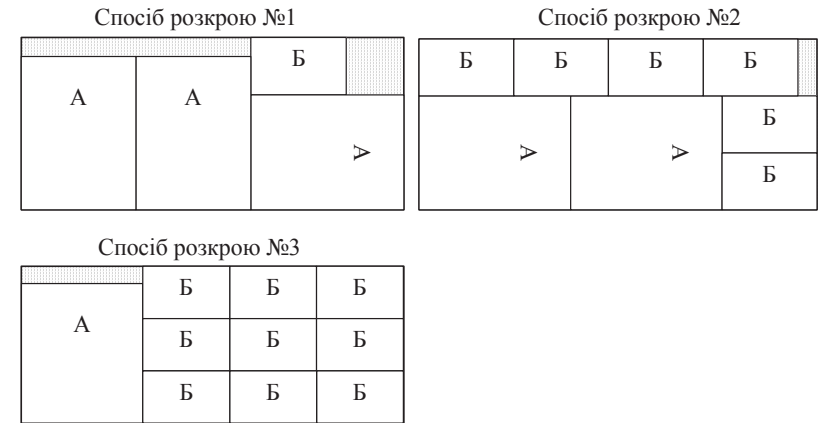 Спосіб розкрою №1
Спосіб розкрою №2
Б
А А
А
Б Б Б Б
А А
Б
Б
Спосіб розкрою №3
А
Б Б Б
Б Б Б
Б Б Б